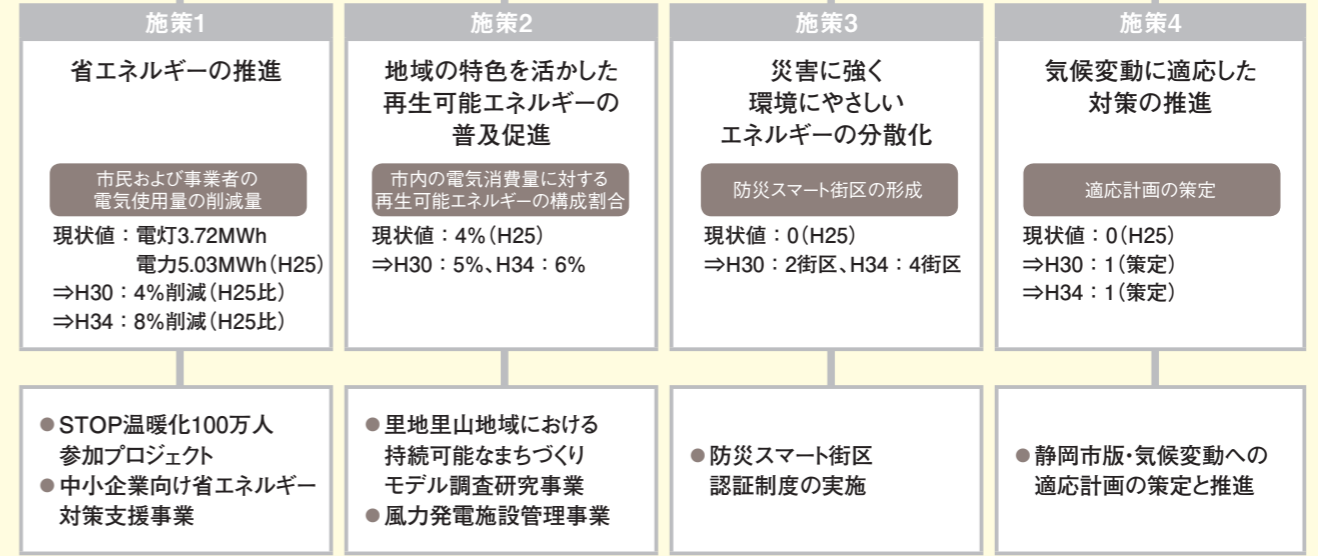 施策1
省エネルギーの推進
市民および事業者の
電気使用量の削減量
現状値：電灯3.72MWh
電力5.03MWh（H25）
⇒H30：4%削減（H25比）
⇒H34：8%削減（H25比）
●STOP温暖化100万人
参加プロジェクト
●中小企業向け省エネルギー
対策支援事業
施策2
地域の特色を活かした
再生可能エネルギーの
普及促進
市内の電気消費量に対する
再生可能エネルギーの構成割合
現状値：4%（H25）
⇒H30：5%、H34：6%
●里地里山地域における
持続可能なまちづくり
モデル調査研究事業
●風力発電施設管理事業
施策3
災害に強く
環境にやさしい
エネルギーの分散化
防災スマート街区の形成
現状値：0（H25）
⇒H30：2街区、H34：4街区
●防災スマート街区
認証制度の実施
施策4
気候変動に適応した
対策の推進
適応計画の策定
現状値：0（H25）
⇒H30：1（策定）
⇒H34：1（策定）
●静岡市版・気候変動への
適応計画の策定と推進